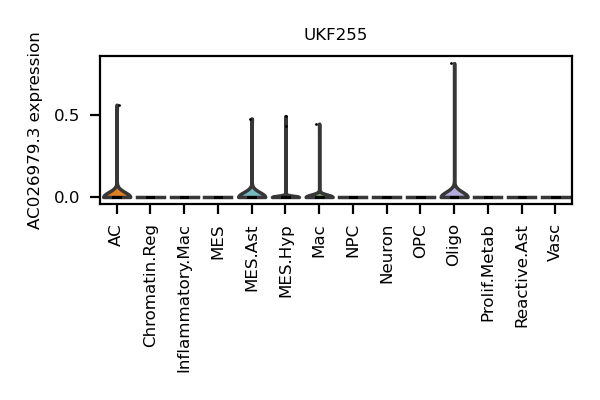 UKF255
AC026979.3 expression
0.5
0.0
AC
Chromatin.Reg
Inflammatory.Mac
MES
MES.Ast
MES.Hyp
Mac
NPC
Neuron
OPC
Oligo
Prolif.Metab
Reactive.Ast
Vasc